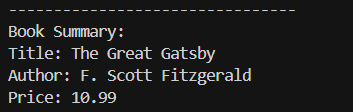 --------------------------------
Book Summary:
Title: The Great Gatsby
Author: F. Scott Fitzgerald
Price: 10.99